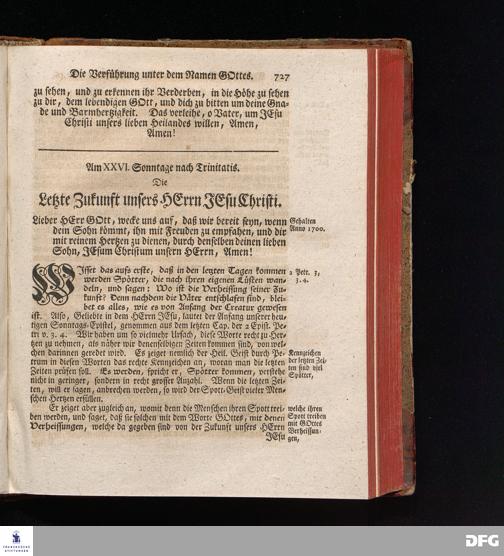 Die Verführung unter dem Namen GOttes. 727
zu sehen, und zu erkennen ihr Verderben, in die Höhe zu sehen
zu dir, dem lebendigen GOtt, und dich zu bitten um deine Gna-
de und Barmhertzigkeit. Das verleihe, o Vater, um JEsu
Christi unsers lieben Heilandes willen, Amen,
Amen!
Am XXVI. Sonntage nach Trinitatis.
Die
Letzte Zukunft unsers HErrn JEsu Christi.
Lieber HErr GOtt, wecke uns auf, daß wir bereit seyn, wenn
dein Sohn kömmt, ihn mit Freuden zu empfahen, und dir
mit reinem Hertzen zu dienen, durch denselben deinen lieben
Sohn, JEsum Christum unsern HErrn, Amen!
Gehalten
Anno 1700.
Wisset das aufs erste, daß in den letzten Tagen kommen
werden Spötter, die nach ihren eigenen Lüsten wan-
deln, und sagen: Wo ist die Verheissung seiner Zu-
kunft? Denn nachdem die Väter entschlafen sind, blei-
bet es alles, wie es von Anfang der Creatur gewesen
ist. Also, Geliebte in dem HErrn JEsu, lautet der Anfang unserer heu-
tigen Sonntags-Epistel, genommen aus dem letzten Cap. der 2 Epist. Pe-
tri v. 3. 4. Wir haben um so vielmehr Ursach, diese Worte recht zu Her-
tzen zu nehmen, als näher wir denenselbigen Zeiten kommen sind, von wel-
chen darinnen geredet wird. Es zeiget nemlich der Heil. Geist durch Pe-
trum in diesen Worten das rechte Kennzeichen an, woran man die letzten
Zeiten prüfen soll. Es werden, spricht er, Spötter kommen, verstehe
nicht in geringer, sondern in recht grosser Anzahl. Wenn die letzten Zei-
ten, will er sagen, anbrechen werden, so wird der Spott-Geist vieler Men-
schen Hertzen erfüllen.
2 Petr. 3,
3. 4.
Kennzeichen
der letzten Zei-
ten sind viel
Spötter,
Er zeiget aber zugleich an, womit denn die Menschen ihren Spott trei-
ben werden, und saget, daß sie solchen mit dem Worte GOttes, mit denen
Verheissungen, welche da gegeben sind von der Zukunft unsers HErrn
JEsu
welche ihren
Spott treiben
mit GOttes
Verheissun-
gen,
FRANCKESCHE
STIFTUNGEN
DFG